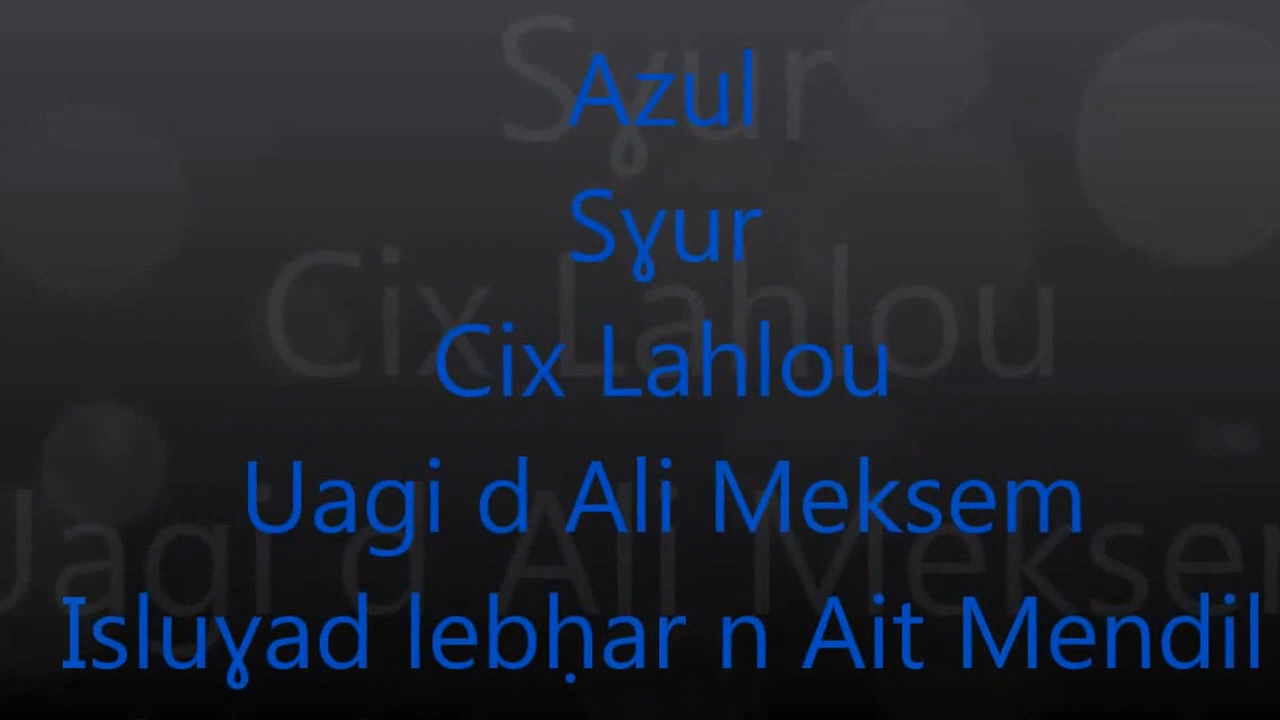 Azul
Sɣur
Cix Lahlou
Uagi d Ali Meksem
Isluɣad lebḥar n Ait Mendil